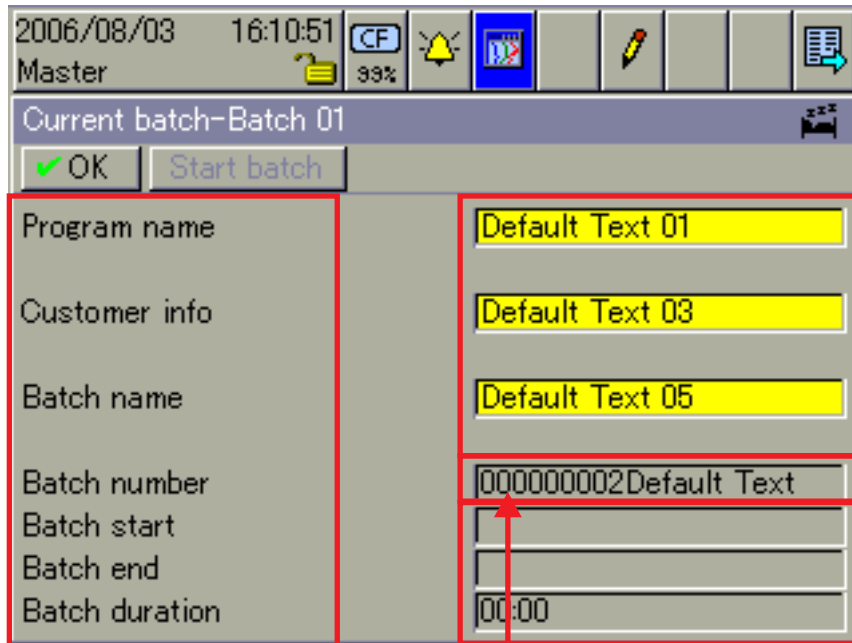 2006/08/03 16:10:51 CF
Master 99%
Current batch-Batch 01 zzz
OK Start batch
Program name Default Text 01
Customer info Default Text 03
Batch name Default Text 05
Batch number 000000002Default Text
Batch start
Batch end
Batch duration 00:00